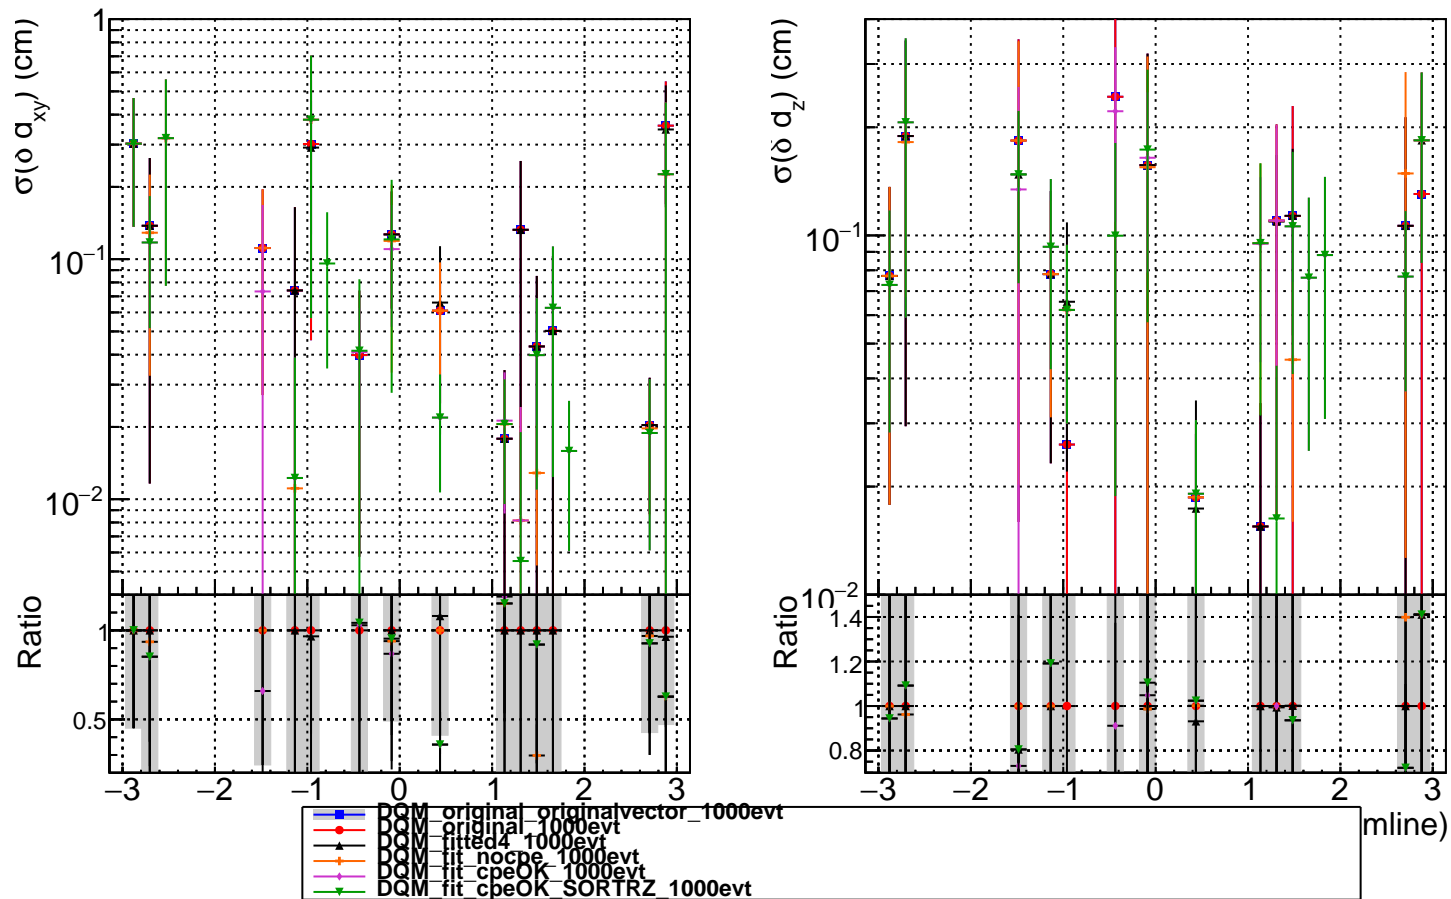 σ(δ d_xy) (cm)
1
10⁻¹
10⁻²
Ratio
1
0.5
−3 −2 −1 0 1 2 3
σ(δ d_z) (cm)
10⁻¹
10⁻²
Ratio
1.4
1.2
1
0.8
−3 −2 −1 0 1 2 3
mline)
DQM_original_originalvector_1000evt
DQM_original_1000evt
DQM_fitted4_1000evt
DQM_fit_nocpe_1000evt
DQM_fit_cpeOK_1000evt
DQM_fit_cpeOK_SORTRZ_1000evt